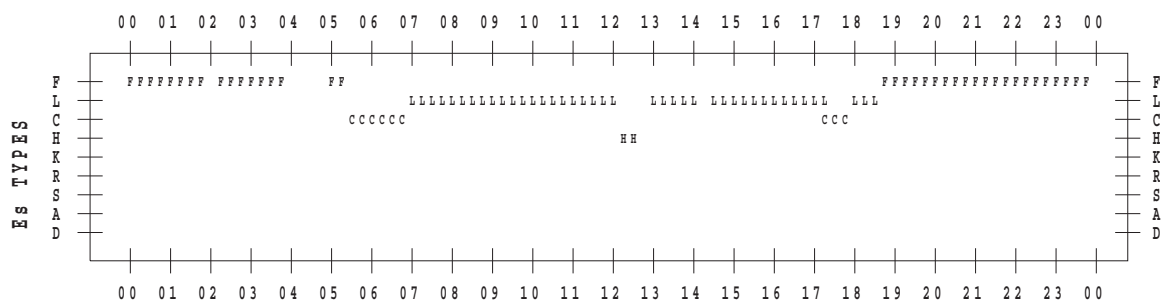 00 01 02 03 04 05 06 07 08 09 10 11 12 13 14 15 16 17 18 19 20 21 22 23 00
Es TYPES
F FFFFFFFF FFFFFFF FF FFFFFFFFFFFFFFFFFFFFF F
L LLLLLLLLLLLLLLLLLLLLL LLLLL LLLLLLLLLLLL LLL L
C CCCCCC CCC C
H HH H
K K
R R
S S
A A
D D
00 01 02 03 04 05 06 07 08 09 10 11 12 13 14 15 16 17 18 19 20 21 22 23 00